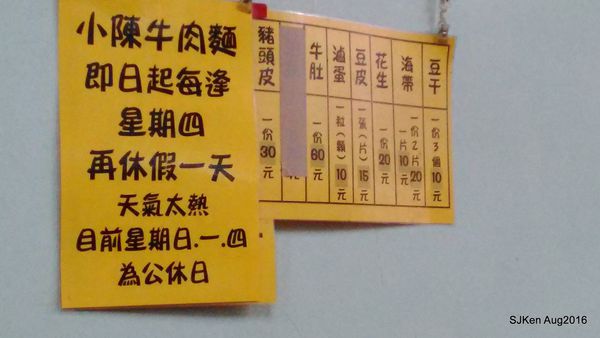 小陳牛肉麵
即日起每逢
星期四
再休假一天
天氣太熱
目前星期日.一.四
為公休日
豆干 一份3個10元
海帶 一份2片20元 一片10元
花生 一份20元
豆皮 一張(片)15元
滷蛋 一粒(顆)10元
牛肚 一份60元
豬頭皮 一份30元
SJKen Aug2016